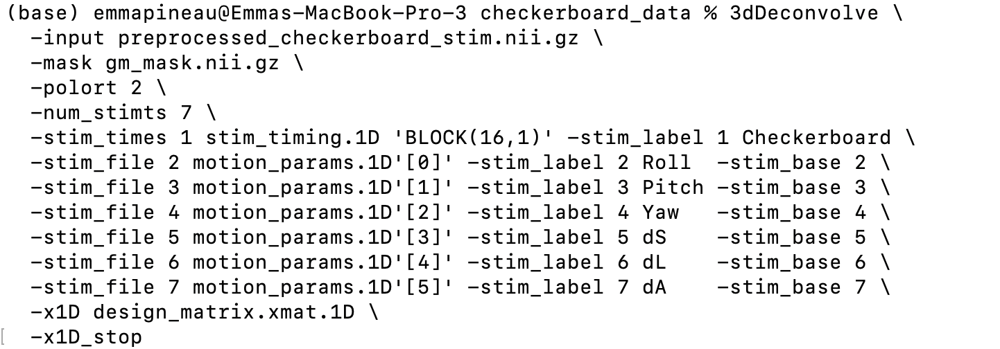 (base) emmapineau@Emmas-MacBook-Pro-3 checkerboard_data % 3dDeconvolve \
  -input preprocessed_checkerboard_stim.nii.gz \
  -mask gm_mask.nii.gz \
  -polort 2 \
  -num_stimts 7 \
  -stim_times 1 stim_timing.1D 'BLOCK(16,1)' -stim_label 1 Checkerboard \
  -stim_file 2 motion_params.1D'[0]' -stim_label 2 Roll  -stim_base 2 \
  -stim_file 3 motion_params.1D'[1]' -stim_label 3 Pitch -stim_base 3 \
  -stim_file 4 motion_params.1D'[2]' -stim_label 4 Yaw   -stim_base 4 \
  -stim_file 5 motion_params.1D'[3]' -stim_label 5 dS    -stim_base 5 \
  -stim_file 6 motion_params.1D'[4]' -stim_label 6 dL    -stim_base 6 \
  -stim_file 7 motion_params.1D'[5]' -stim_label 7 dA    -stim_base 7 \
  -x1D design_matrix.xmat.1D \
[ -x1D_stop